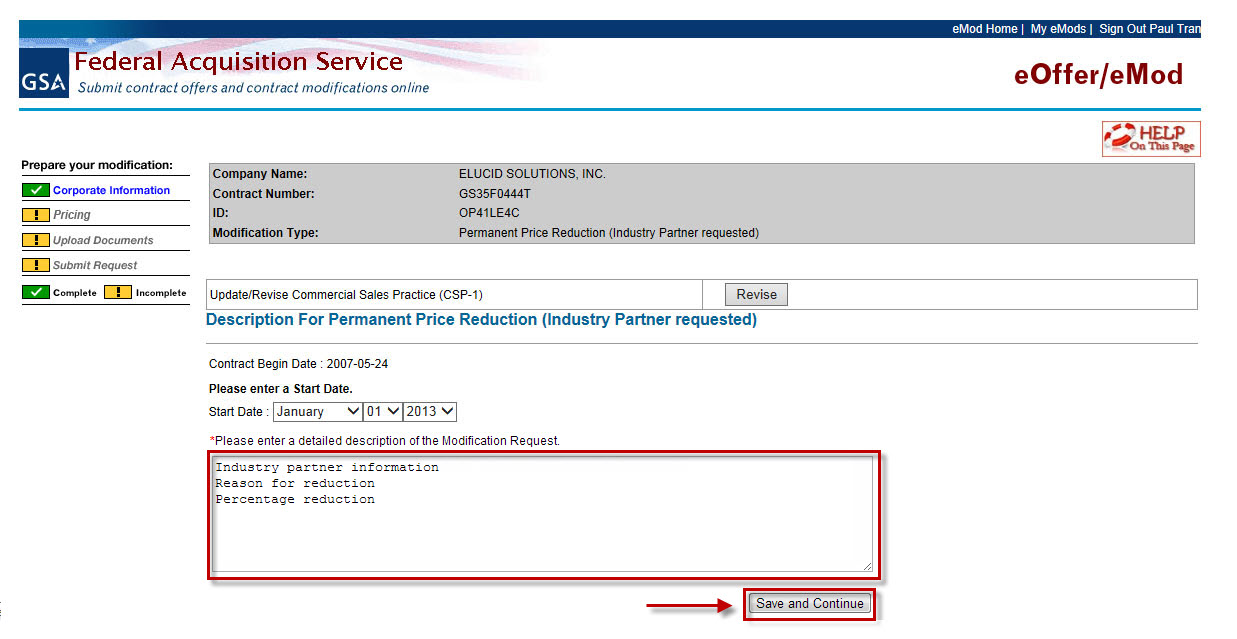 eMod Home | My eMods | Sign Out Paul Tran
GSA
Federal Acquisition Service
Submit contract offers and contract modifications online
eOffer/eMod
HELP
On This Page
Prepare your modification:
Corporate Information
Pricing
Upload Documents
Submit Request
Complete ! Incomplete
Company Name: ELUCID SOLUTIONS, INC.
Contract Number: GS35F0444T
ID: OP41LE4C
Modification Type: Permanent Price Reduction (Industry Partner requested)
Update/Revise Commercial Sales Practice (CSP-1) Revise
Description For Permanent Price Reduction (Industry Partner requested)
Contract Begin Date : 2007-05-24
Please enter a Start Date.
Start Date : January 01 2013
*Please enter a detailed description of the Modification Request.
Industry partner information
Reason for reduction
Percentage reduction
Save and Continue